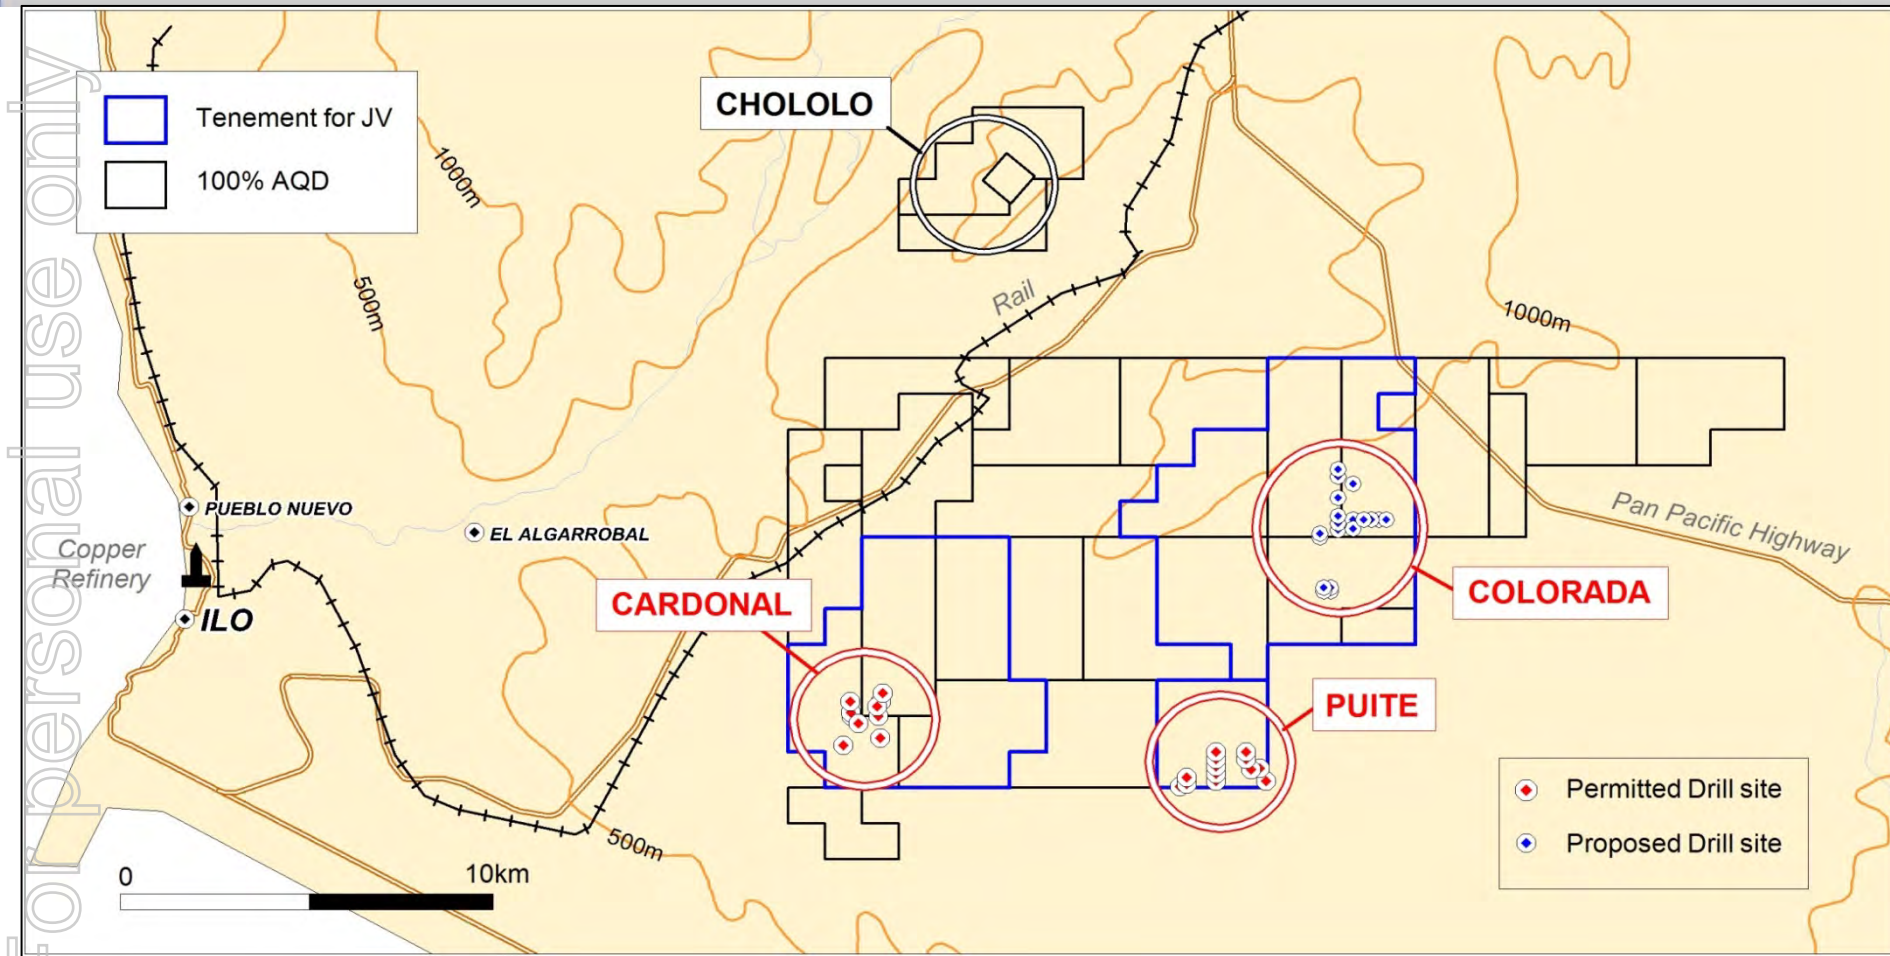 For personal use only
Tenement for JV
100% AQD
CHOLOLO
1000m
500m
Rail
1000m
PUEBLO NUEVO
EL ALGARROBAL
Pan Pacific Highway
Copper
Refinery
ILO
CARDONAL
COLORADA
PUITE
Permitted Drill site
Proposed Drill site
500m
0
10km